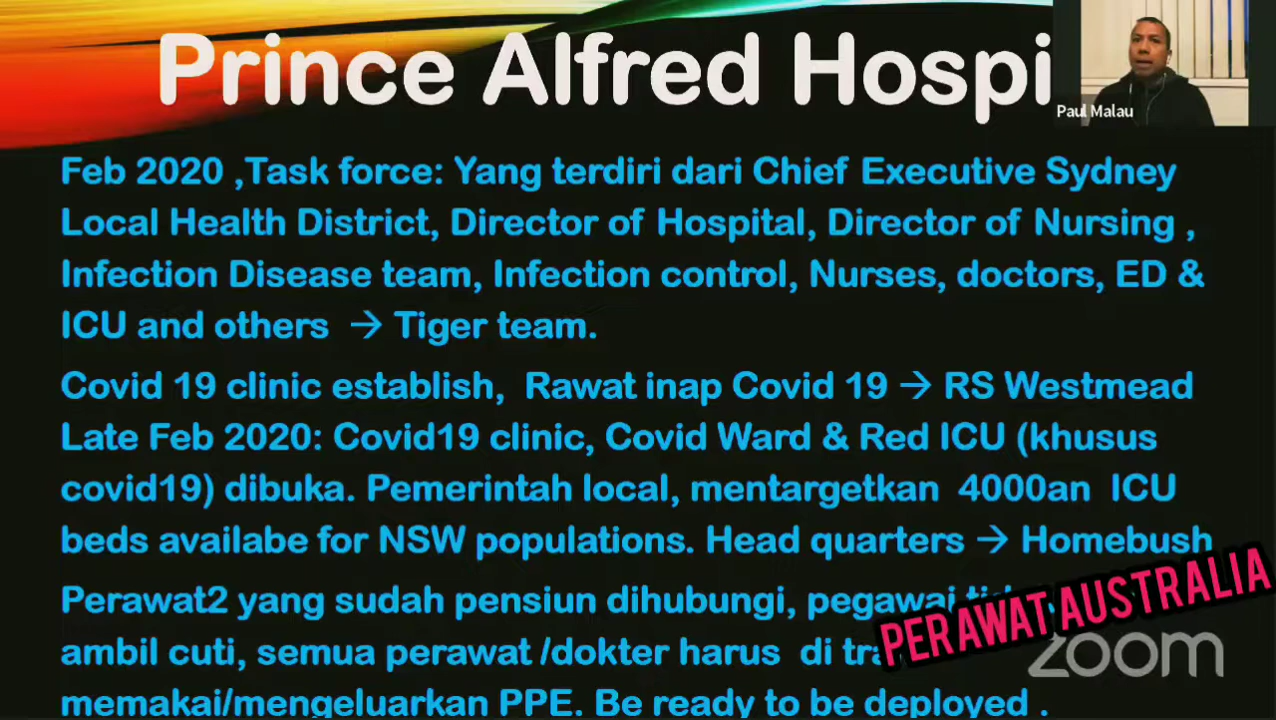 Prince Alfred Hospi
Paul Malau
Feb 2020 ,Task force: Yang terdiri dari Chief Executive Sydney
Local Health District, Director of Hospital, Director of Nursing ,
Infection Disease team, Infection control, Nurses, doctors, ED &
ICU and others → Tiger team.
Covid 19 clinic establish, Rawat inap Covid 19 → RS Westmead
Late Feb 2020: Covid19 clinic, Covid Ward & Red ICU (khusus
covid19) dibuka. Pemerintah local, mentargetkan 4000an ICU
beds availabe for NSW populations. Head quarters → Homebush
Perawat2 yang sudah pensiun dihubungi, pegawai
ambil cuti, semua perawat /dokter harus di
memakai/mengeluarkan PPE. Be ready to be deployed .
PERAWAT AUSTRALIA
zoom